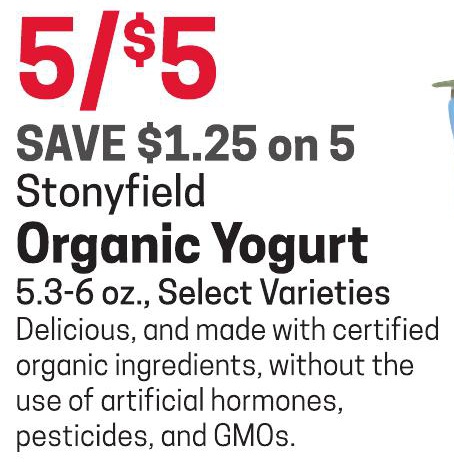 5/$5
SAVE $1.25 on 5
Stonyfield
Organic Yogurt
5.3-6 oz., Select Varieties
Delicious, and made with certified
organic ingredients, without the
use of artificial hormones,
pesticides, and GMOs.